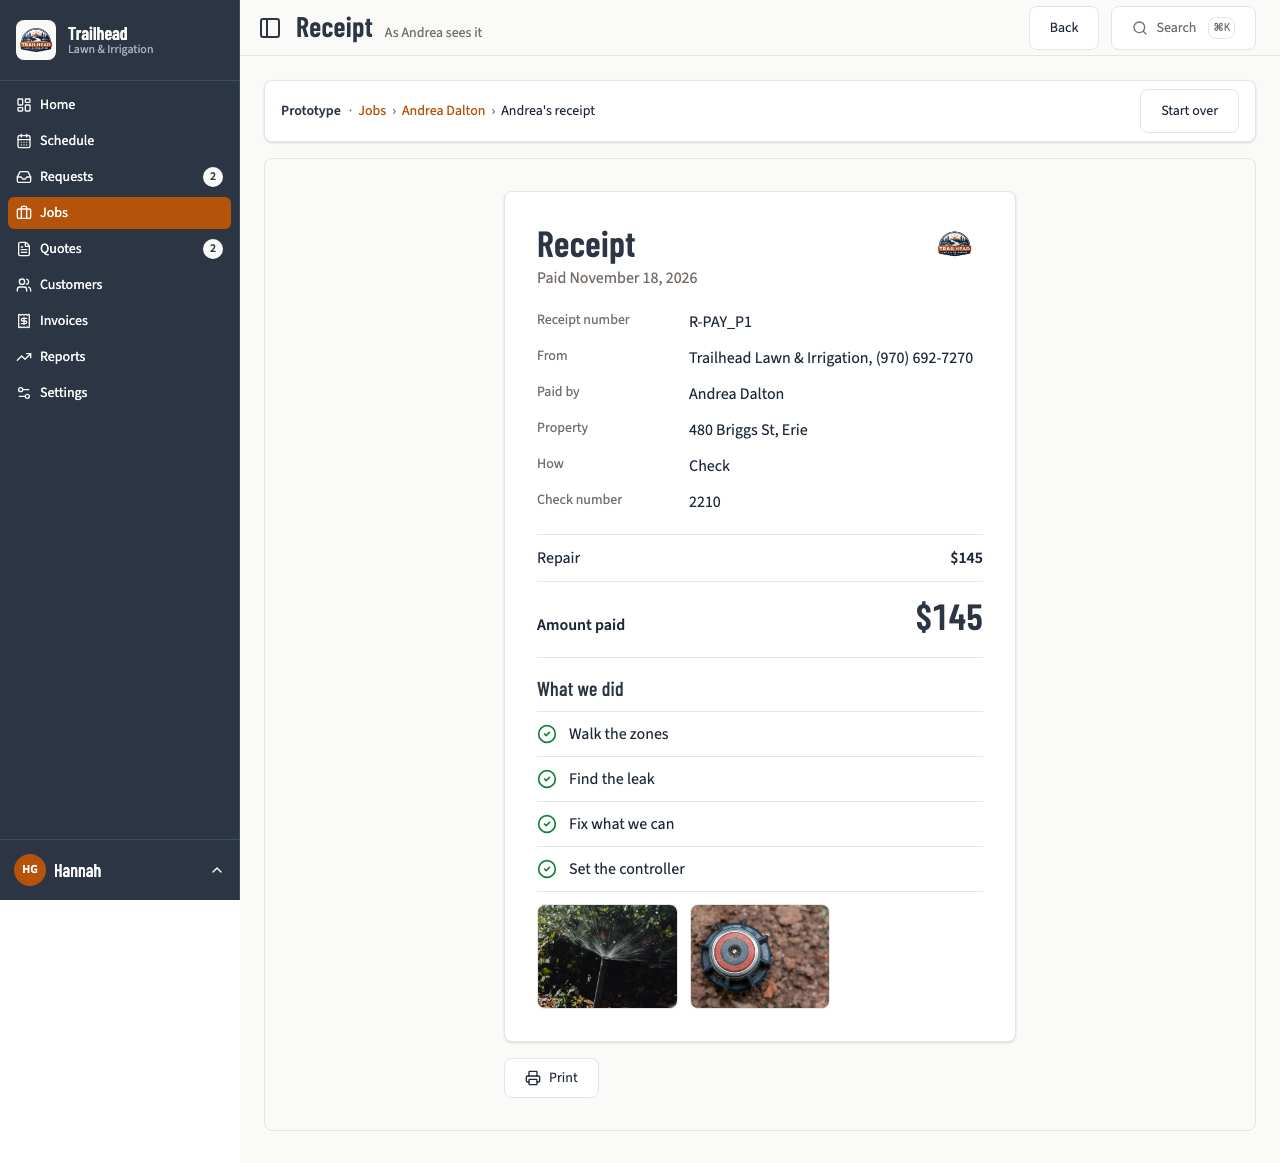 Trailhead
Lawn & Irrigation
Home
Schedule
Requests 2
Jobs
Quotes 2
Customers
Invoices
Reports
Settings
HG Hannah
Receipt As Andrea sees it
Back
Search ⌘K
Prototype · Jobs › Andrea Dalton › Andrea's receipt
Start over
Receipt
TRAILHEAD
Paid November 18, 2026
Receipt number R-PAY_P1
From Trailhead Lawn & Irrigation, (970) 692-7270
Paid by Andrea Dalton
Property 480 Briggs St, Erie
How Check
Check number 2210
Repair $145
Amount paid $145
What we did
Walk the zones
Find the leak
Fix what we can
Set the controller
Print